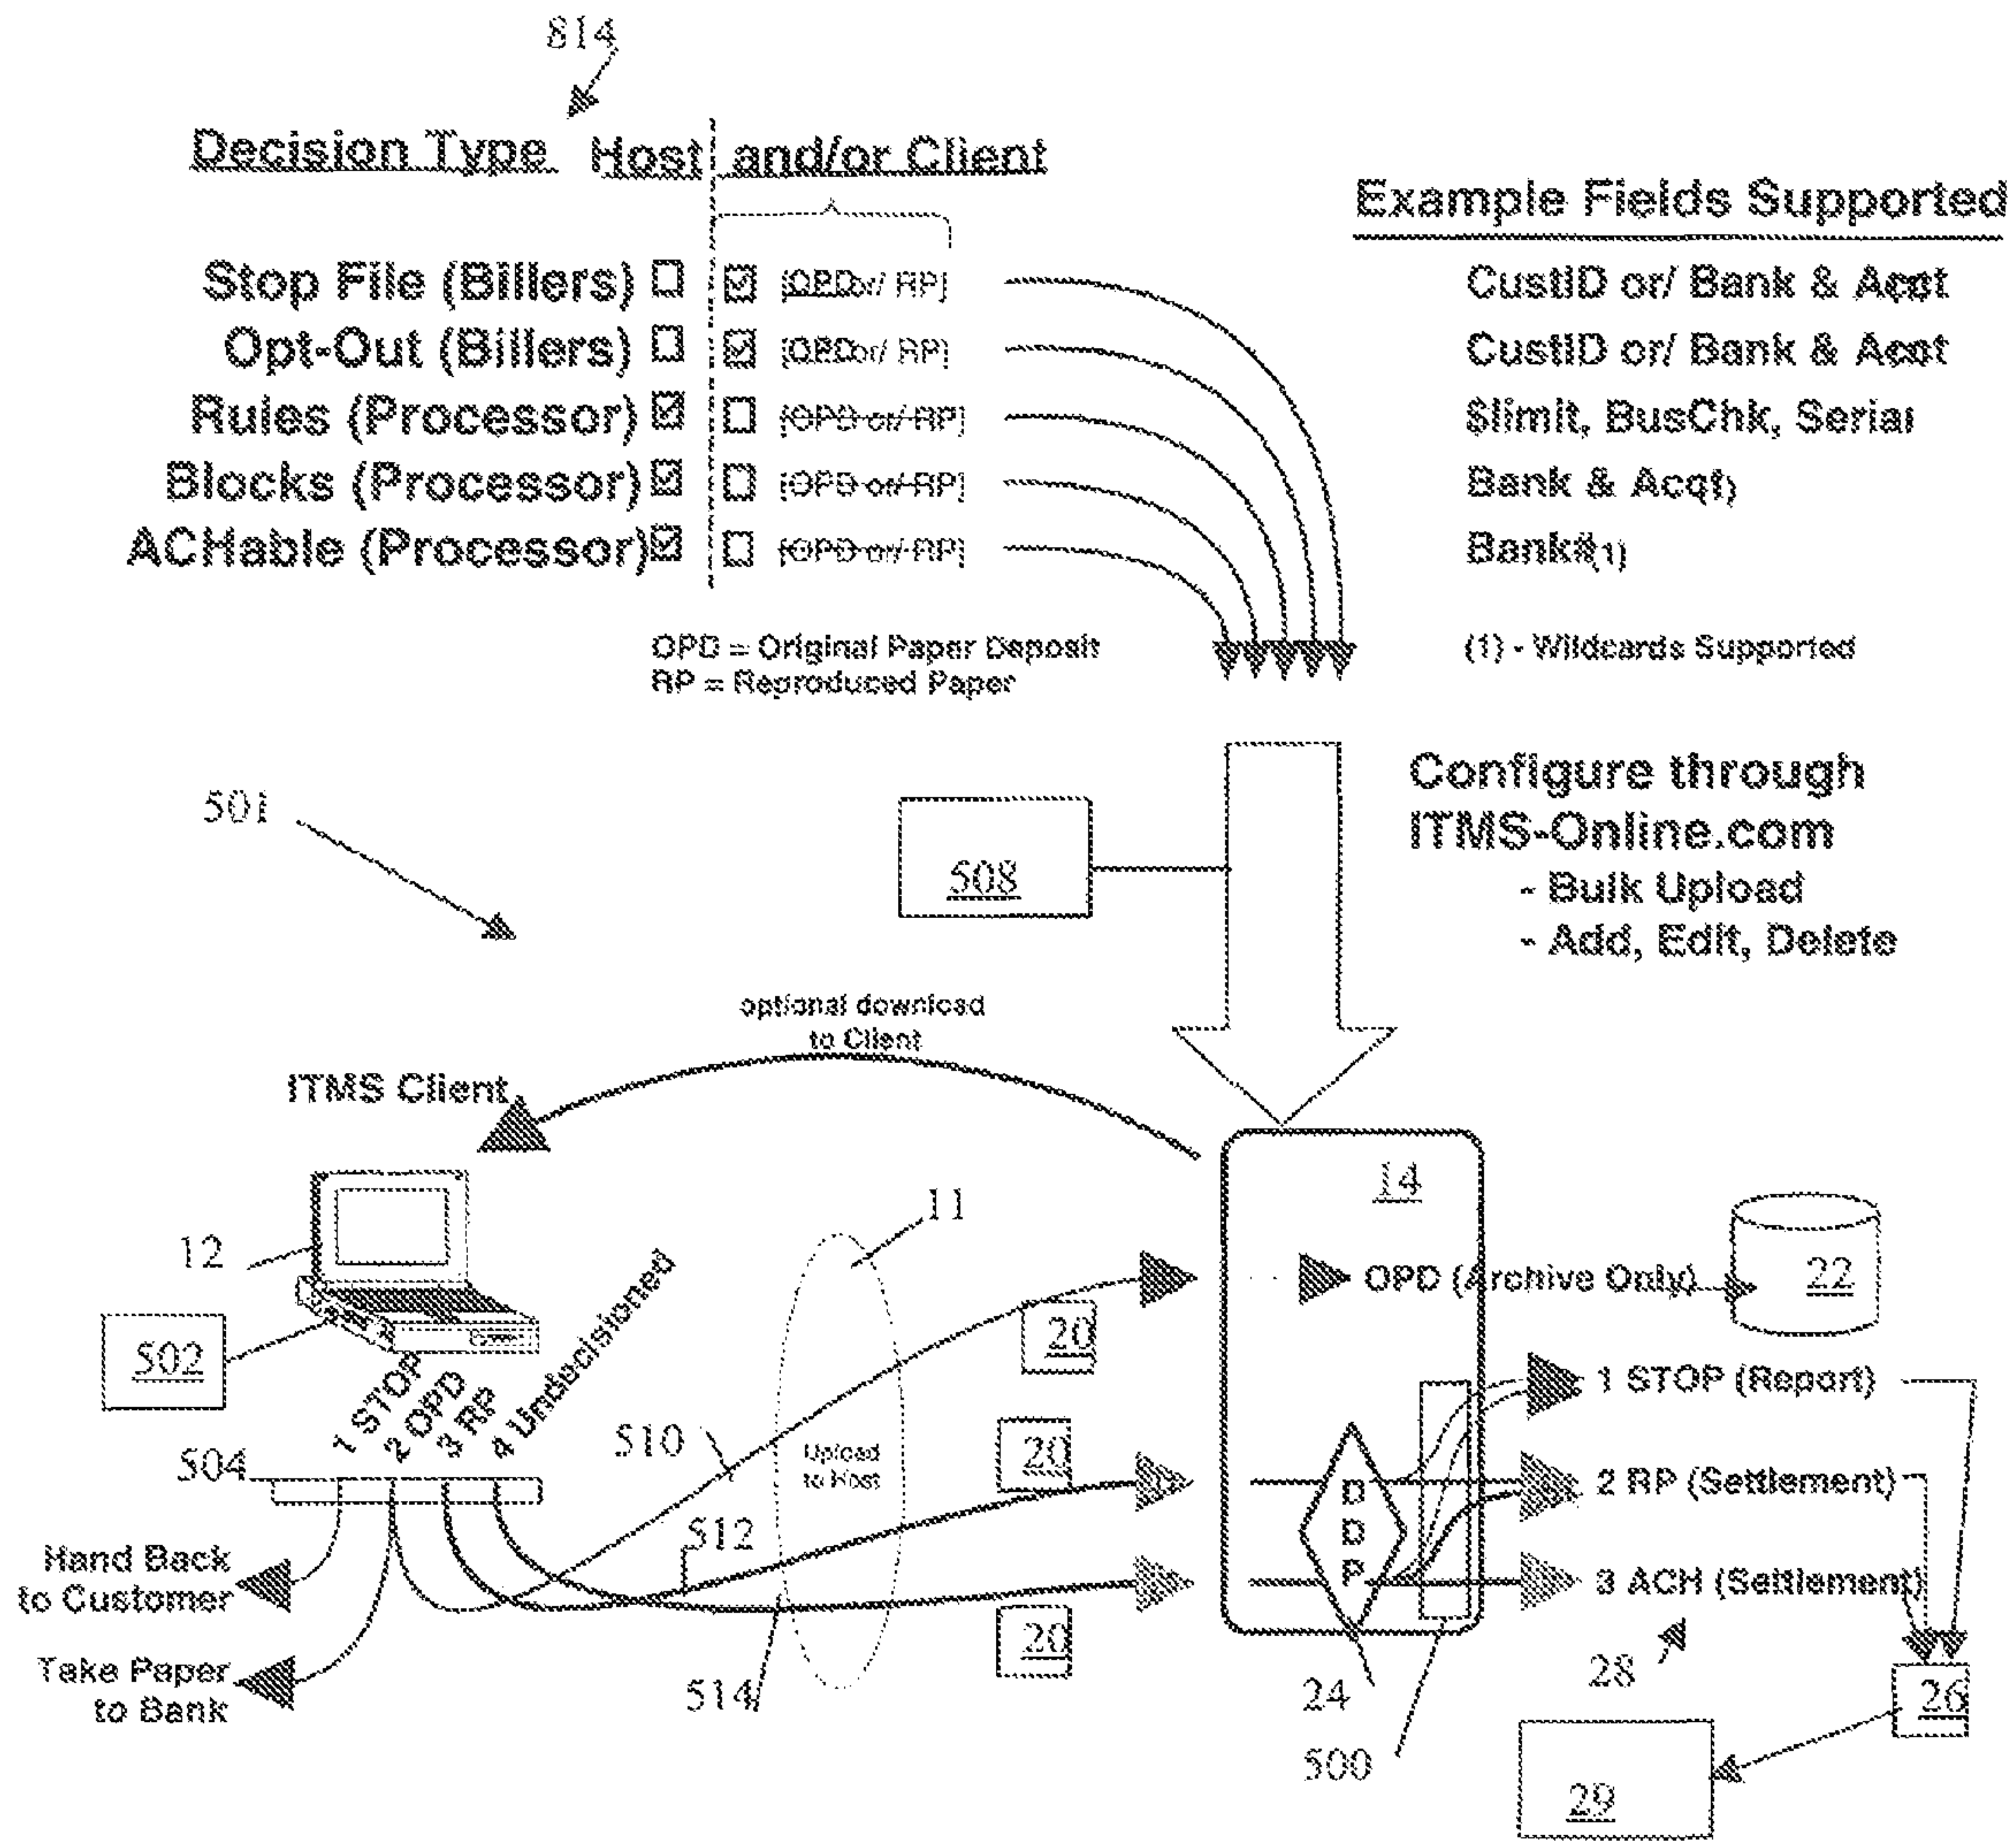 814
Decision Type Host and/or Client
Example Fields Supported
Stop File (Billers) [OPD or/ RP] CustID or/ Bank & Acct
Opt-Out (Billers) [OPD or/ RP] CustID or/ Bank & Acct
Rules (Processor) [OPD or/ RP] $limit, BusChk, Serial
Blocks (Processor) [OPD or/ RP] Bank &
ACHable (Processor) [OPD or/ RP] Bank#(1)
OPD = Original Paper Deposit
RP = Reproduced Paper
(1) - Wildcards Supported
501
508
Configure through
ITMS-Online.com
- Bulk Upload
- Add, Edit, Delete
optional download
to Client
ITMS Client
14
11
12
OPD (Archive Only)
22
502
20
1 STOP
2 OPD
3 RP
4 Undecisioned
1 STOP (Report)
504
510
Upload
to Host
20
DDP
2 RP (Settlement)
512
Hand Back
to Customer
3 ACH (Settlement)
20
514
Take Paper
to Bank
24
28
26
500
29